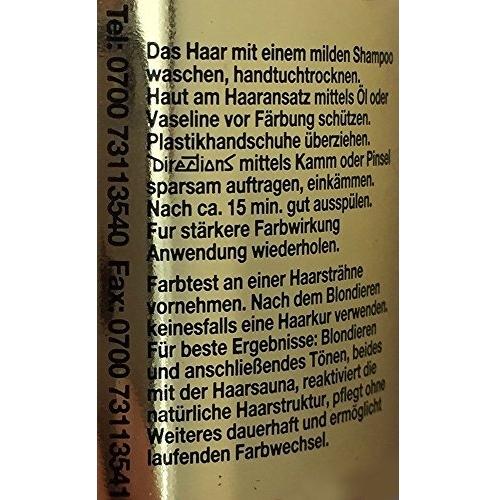 Tel: 0700 73113540 Fax: 0700 73113541
Das Haar mit einem milden Shampoo
waschen, handtuchtrocknen.
Haut am Haaransatz mittels Öl oder
Vaseline vor Färbung schützen.
Plastikhandschuhe überziehen.
Directions mittels Kamm oder Pinsel
sparsam auftragen, einkämmen.
Nach ca. 15 min. gut ausspülen.
Fur stärkere Farbwirkung
Anwendung wiederholen.
Farbtest an einer Haarsträhne
vornehmen. Nach dem Blondieren
keinesfalls eine Haarkur verwenden.
Für beste Ergebnisse: Blondieren
und anschließendes Tönen, beides
mit der Haarsauna, reaktiviert die
natürliche Haarstruktur, pflegt ohne
Weiteres dauerhaft und ermöglicht
laufenden Farbwechsel.